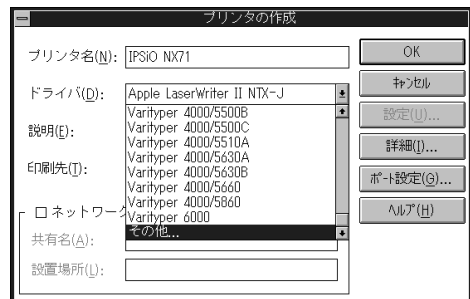 プリンタの作成
プリンタ名(N): IPSiO NX71
OK
ドライバ(D): Apple LaserWriter II NTX-J
キャンセル
Varityper 4000/5500B
設定(U)...
説明(E):
Varityper 4000/5500C
Varityper 4000/5510A
詳細(I)...
Varityper 4000/5630A
印刷先(T):
Varityper 4000/5630B
ポート設定(G)...
Varityper 4000/5660
Varityper 4000/5860
ヘルプ(H)
ネットワーク
Varityper 6000
その他...
共有名(A):
設置場所(L):